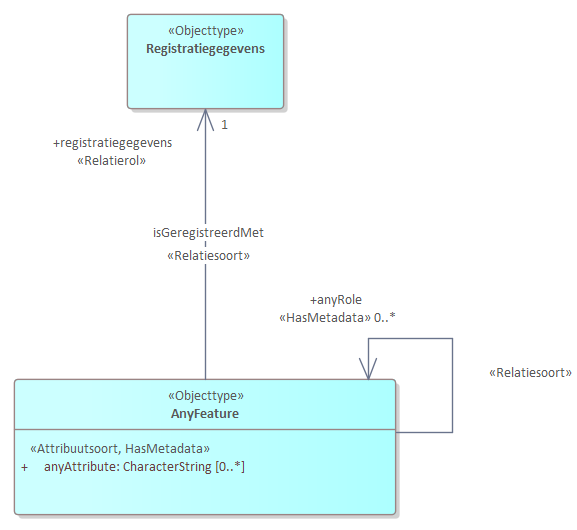 «Objecttype»
Registratiegegevens
1
+registratiegegevens
«Relatierol»
isGeregistreerdMet
«Relatiesoort»
+anyRole
«HasMetadata» 0..*
«Relatiesoort»
«Objecttype»
AnyFeature
«Attribuutsoort, HasMetadata»
+ anyAttribute: CharacterString [0..*]